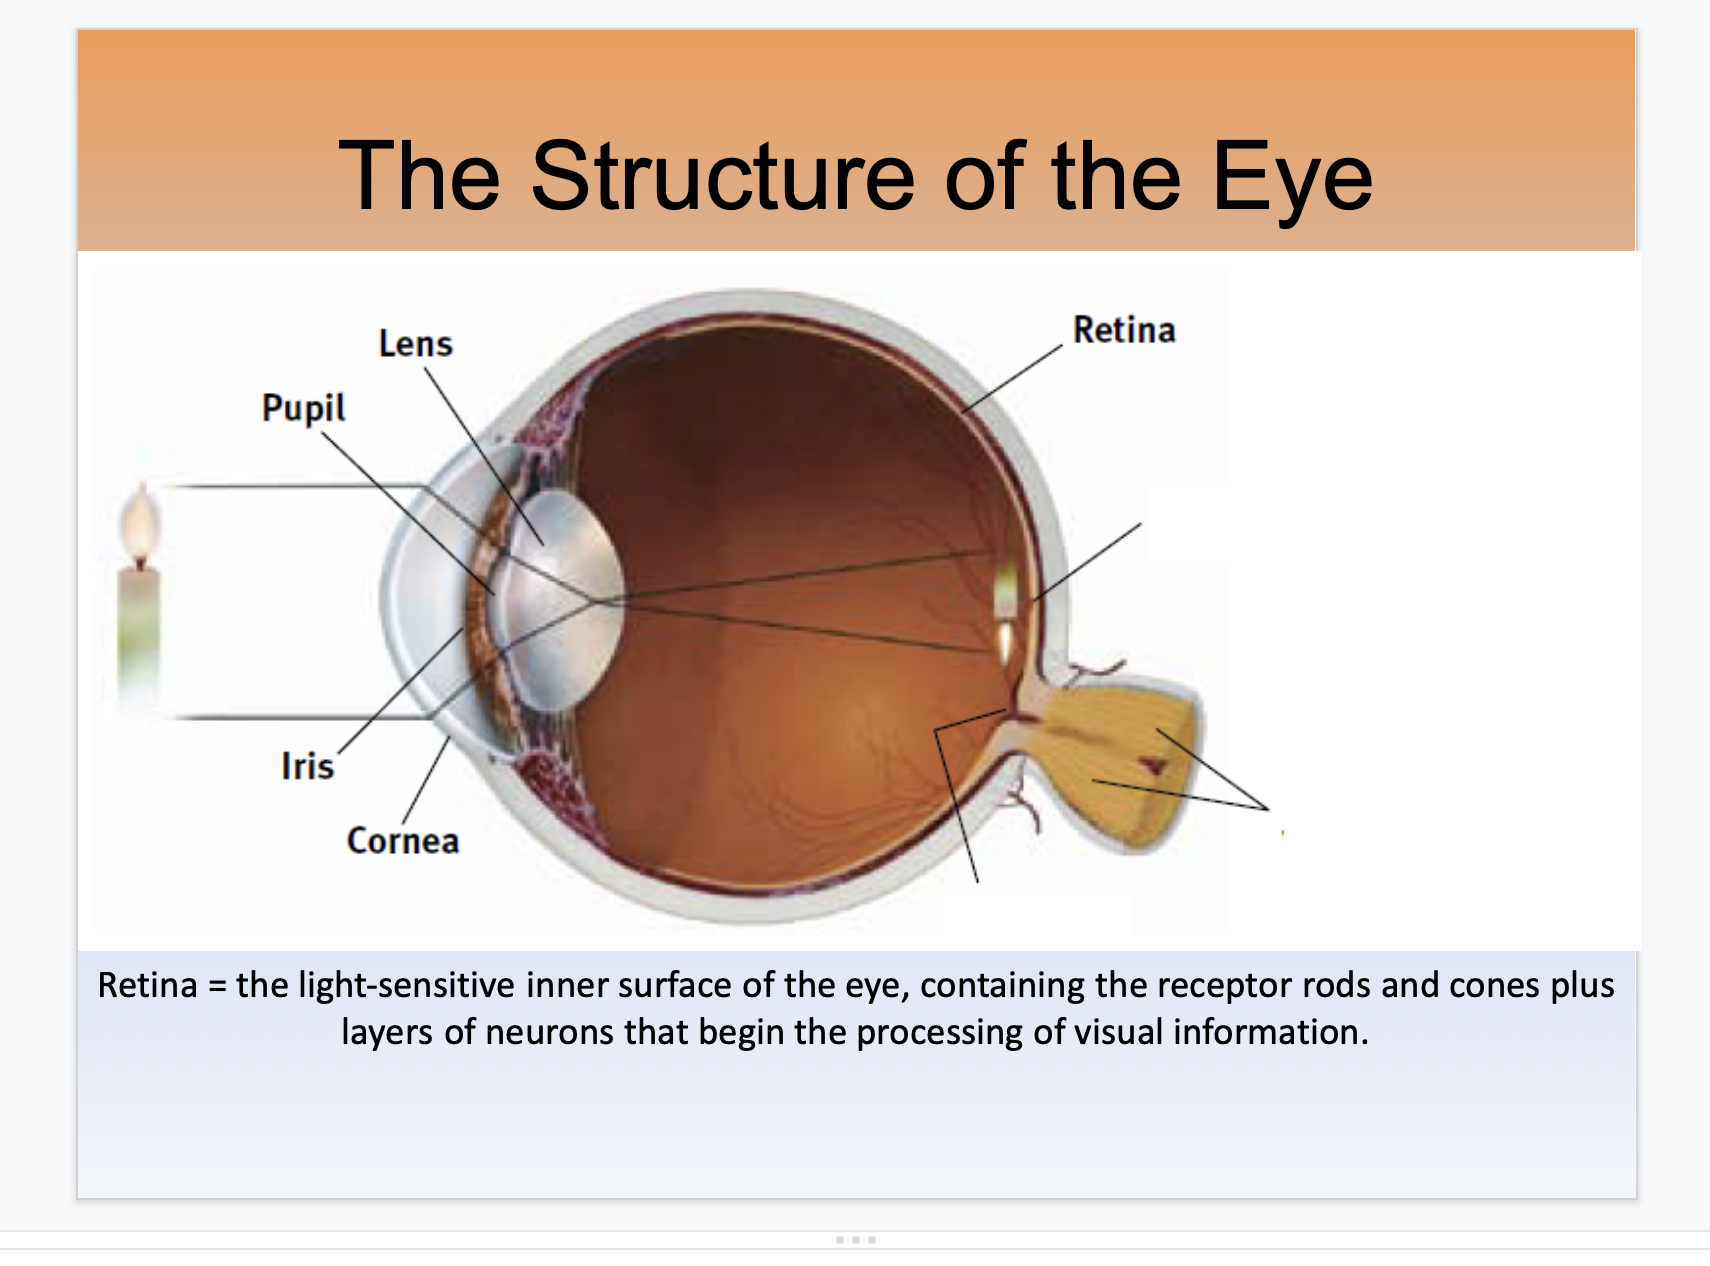 The Structure of the Eye
Lens
Retina
Pupil
Iris
Cornea
Retina = the light-sensitive inner surface of the eye, containing the receptor rods and cones plus
layers of neurons that begin the processing of visual information.